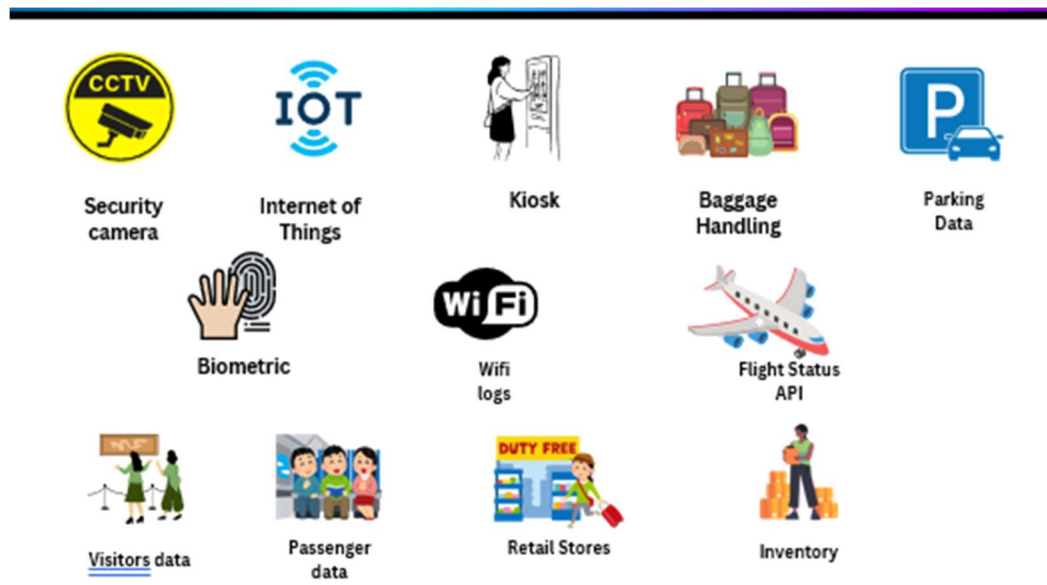 CCTV
IOT
P
Security
camera
Internet of
Things
Kiosk
Baggage
Handling
Parking
Data
WiFi
Biometric
Wifi
logs
Flight Status
API
DUTY FREE
Visitors data
Passenger
data
Retail Stores
Inventory